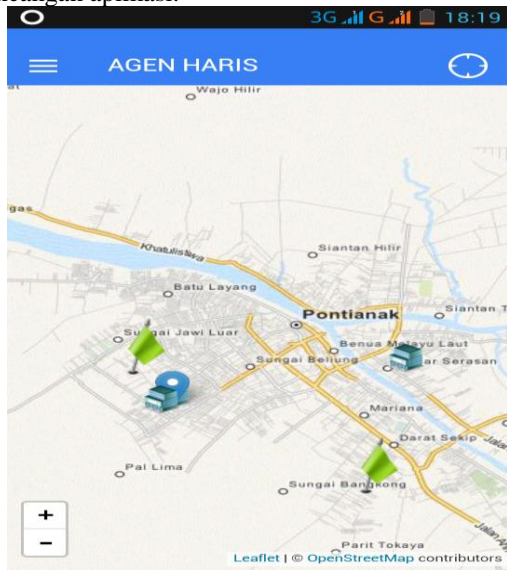 3G G 18:19
AGEN HARIS
Wajo Hilir
gas
Khatulistiwa
Siantan Hilir
Batu Layang
Pontianak
Siantan T
Sungai Jawi Luar
Benua Melayu Laut
Sungai Beliung
ar Serasan
Mariana
Darat Sekip
Jalan
Pal Lima
Sungai Bangkong
+
-
Parit Tokaya
Leaflet | © OpenStreetMap contributors